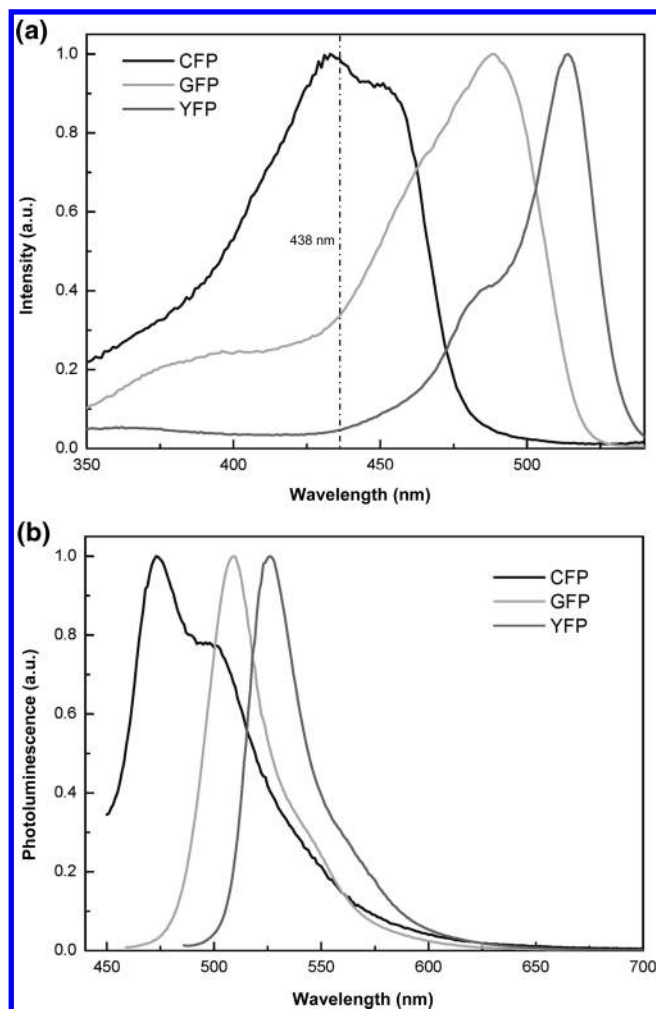 (a)
1.0
CFP
GFP
YFP
0.8
0.6
438 nm
0.4
0.2
0.0
350
400
450
500
Intensity (a.u.)
Wavelength (nm)
(b)
1.0
CFP
GFP
YFP
0.8
0.6
0.4
0.2
0.0
450
500
550
600
650
700
Photoluminescence (a.u.)
Wavelength (nm)